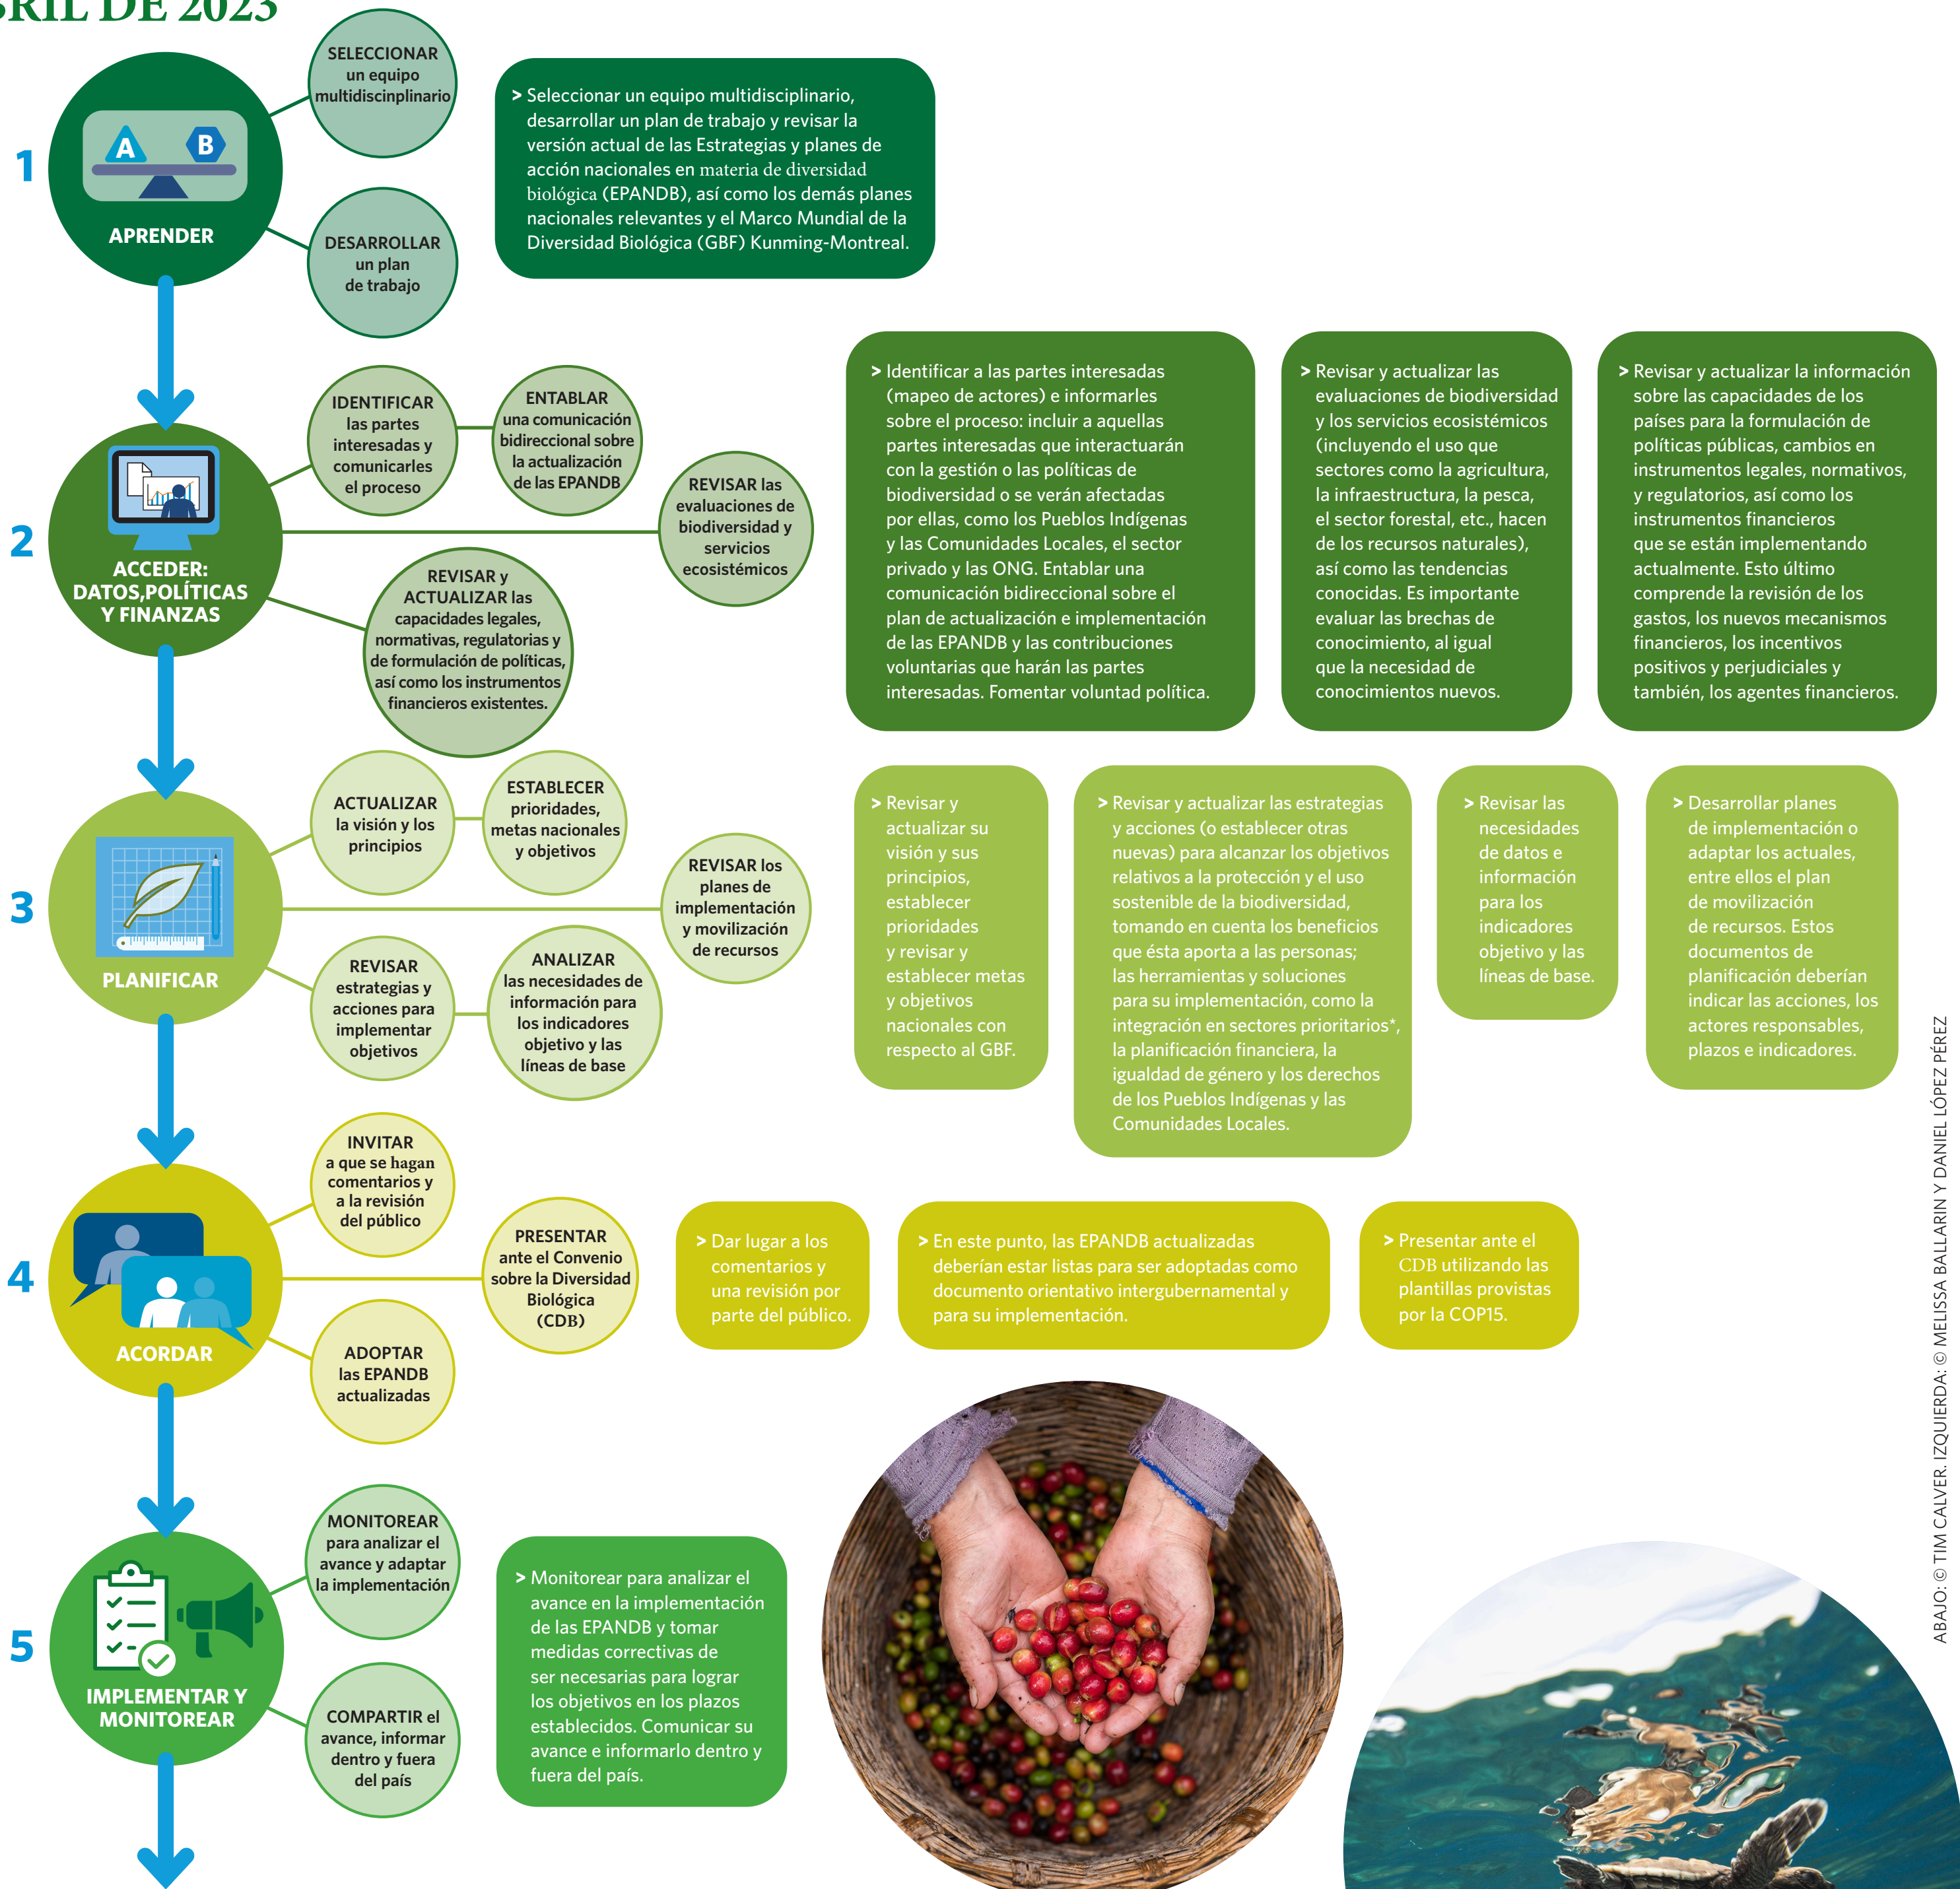 BRIL DE 2023
1
A
B
APRENDER
SELECCIONAR
un equipo
multidiscinplinario
DESARROLLAR
un plan
de trabajo
> Seleccionar un equipo multidisciplinario,
desarrollar un plan de trabajo y revisar la
versión actual de las Estrategias y planes de
acción nacionales en materia de diversidad
biológica (EPANDB), así como los demás planes
nacionales relevantes y el Marco Mundial de la
Diversidad Biológica (GBF) Kunming-Montreal.
2
ACCEDER:
DATOS,POLÍTICAS
Y FINANZAS
IDENTIFICAR
las partes
interesadas y
comunicarles
el proceso
ENTABLAR
una comunicación
bidireccional sobre
la actualización
de las EPANDB
REVISAR las
evaluaciones de
biodiversidad y
servicios
ecosistémicos
REVISAR y
ACTUALIZAR las
capacidades legales,
normativas, regulatorias y
de formulación de políticas,
así como los instrumentos
financieros existentes.
> Identificar a las partes interesadas
(mapeo de actores) e informarles
sobre el proceso: incluir a aquellas
partes interesadas que interactuarán
con la gestión o las políticas de
biodiversidad o se verán afectadas
por ellas, como los Pueblos Indígenas
y las Comunidades Locales, el sector
privado y las ONG. Entablar una
comunicación bidireccional sobre el
plan de actualización e implementación
de las EPANDB y las contribuciones
voluntarias que harán las partes
interesadas. Fomentar voluntad política.
> Revisar y actualizar las
evaluaciones de biodiversidad
y los servicios ecosistémicos
(incluyendo el uso que
sectores como la agricultura,
la infraestructura, la pesca,
el sector forestal, etc., hacen
de los recursos naturales),
así como las tendencias
conocidas. Es importante
evaluar las brechas de
conocimiento, al igual
que la necesidad de
conocimientos nuevos.
> Revisar y actualizar la información
sobre las capacidades de los
países para la formulación de
políticas públicas, cambios en
instrumentos legales, normativos,
y regulatorios, así como los
instrumentos financieros
que se están implementando
actualmente. Esto último
comprende la revisión de los
gastos, los nuevos mecanismos
financieros, los incentivos
positivos y perjudiciales y
también, los agentes financieros.
3
PLANIFICAR
ACTUALIZAR
la visión y los
principios
ESTABLECER
prioridades,
metas nacionales
y objetivos
REVISAR los
planes de
implementación
y movilización
de recursos
REVISAR
estrategias y
acciones para
implementar
objetivos
ANALIZAR
las necesidades de
información para
los indicadores
objetivo y las
líneas de base
> Revisar y
actualizar su
visión y sus
principios,
establecer
prioridades
y revisar y
establecer metas
y objetivos
nacionales con
respecto al GBF.
> Revisar y actualizar las estrategias
y acciones (o establecer otras
nuevas) para alcanzar los objetivos
relativos a la protección y el uso
sostenible de la biodiversidad,
tomando en cuenta los beneficios
que ésta aporta a las personas;
las herramientas y soluciones
para su implementación, como la
integración en sectores prioritarios*,
la planificación financiera, la
igualdad de género y los derechos
de los Pueblos Indígenas y las
Comunidades Locales.
> Revisar las
necesidades
de datos e
información
para los
indicadores
objetivo y las
líneas de base.
> Desarrollar planes
de implementación o
adaptar los actuales,
entre ellos el plan
de movilización
de recursos. Estos
documentos de
planificación deberían
indicar las acciones, los
actores responsables,
plazos e indicadores.
4
ACORDAR
INVITAR
a que se hagan
comentarios y
a la revisión
del público
PRESENTAR
ante el Convenio
sobre la Diversidad
Biológica
(CDB)
ADOPTAR
las EPANDB
actualizadas
> Dar lugar a los
comentarios y
una revisión por
parte del público.
> En este punto, las EPANDB actualizadas
deberían estar listas para ser adoptadas como
documento orientativo intergubernamental y
para su implementación.
> Presentar ante el
CDB utilizando las
plantillas provistas
por la COP15.
5
IMPLEMENTAR Y
MONITOREAR
MONITOREAR
para analizar el
avance y adaptar
la implementación
COMPARTIR el
avance, informar
dentro y fuera
del país
> Monitorear para analizar el
avance en la implementación
de las EPANDB y tomar
medidas correctivas de
ser necesarias para lograr
los objetivos en los plazos
establecidos. Comunicar su
avance e informarlo dentro y
fuera del país.
ABAJO: © TIM CALVER. IZQUIERDA: © MELISSA BALLARIN Y DANIEL LÓPEZ PÉREZ